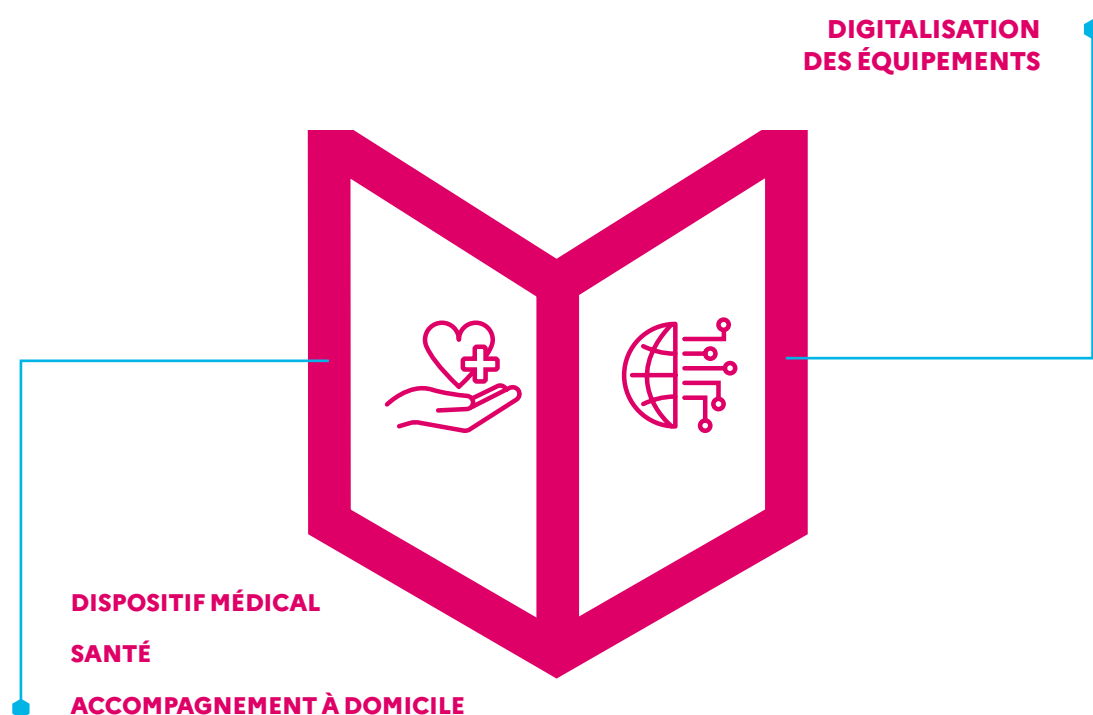 DIGITALISATION
DES ÉQUIPEMENTS
DISPOSITIF MÉDICAL
SANTÉ
ACCOMPAGNEMENT À DOMICILE